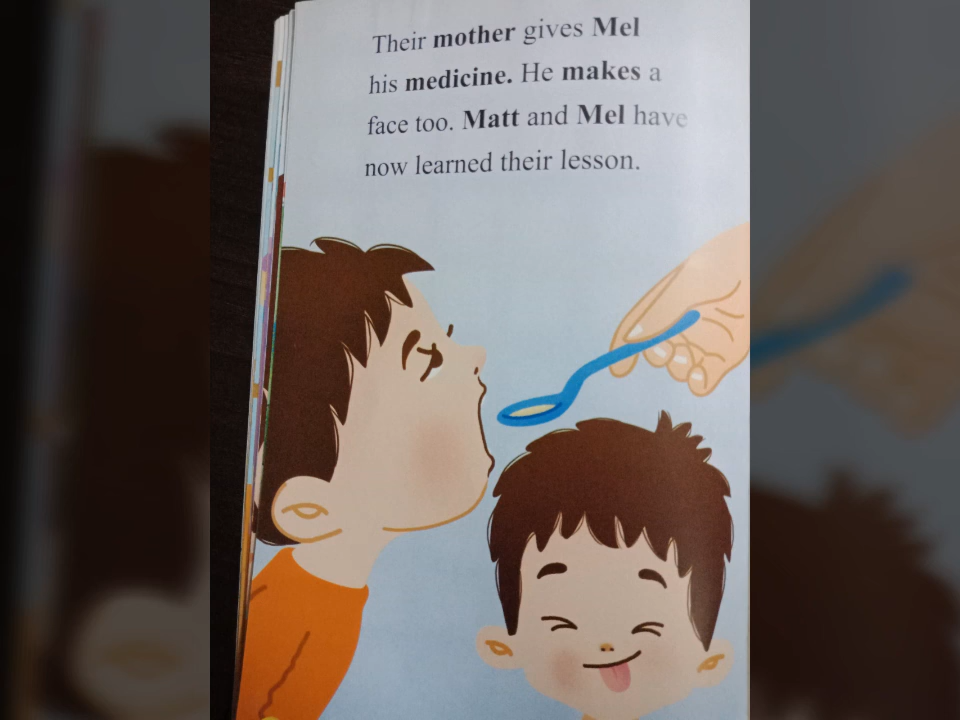 Their mother gives Mel
his medicine. He makes a
face too. Matt and Mel have
now learned their lesson.